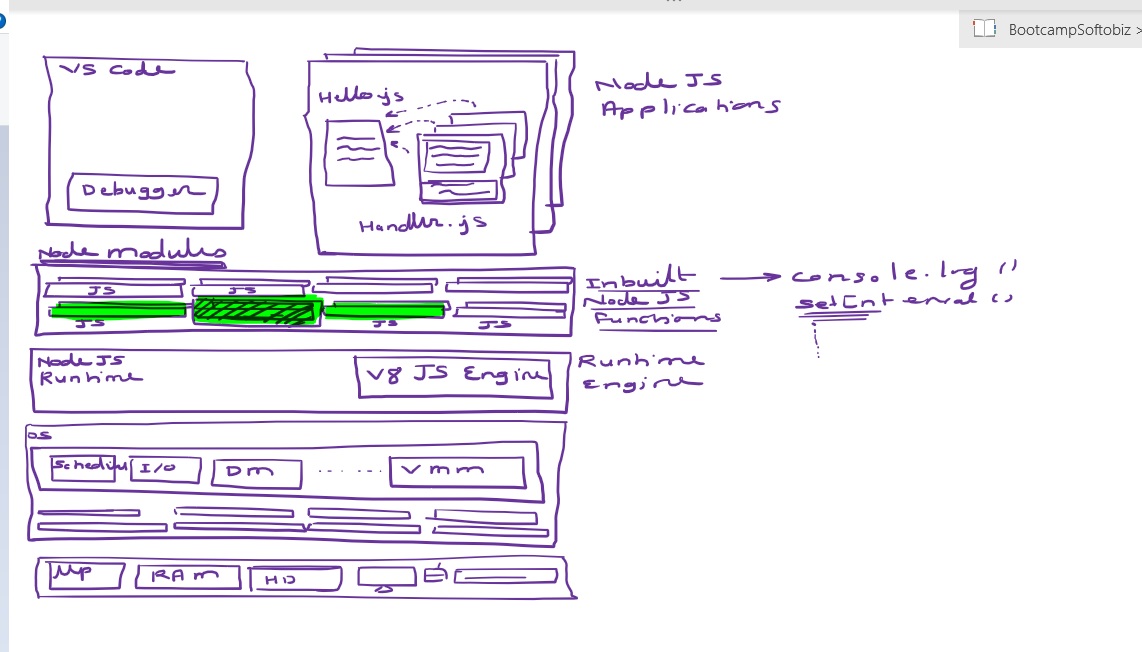 BootcampSoftobiz >
VS Code
Debugger
Hello.js
Handler.js
Node JS
Applications
Node modules
JS
JS
JS
JS
JS
Inbuilt
Node JS
Functions
console.log ()
setInterval ()
Node JS
Runtime
V8 JS Engine
Runtime
Engine
OS
I/O
Dm
Vmm
MP
RAM
HD